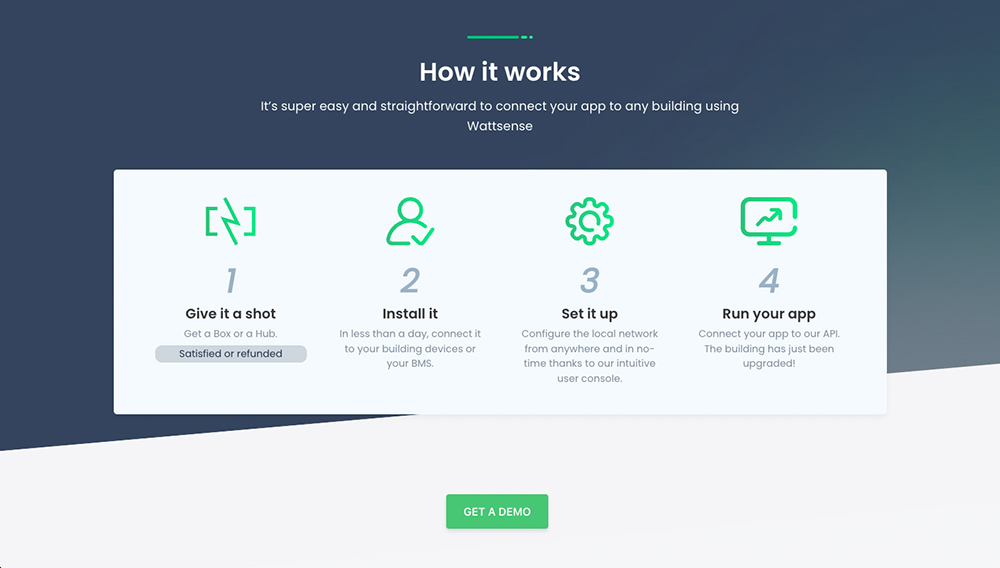 How it works
It’s super easy and straightforward to connect your app to any building using
Wattsense
1
Give it a shot
Get a Box or a Hub.
Satisfied or refunded
2
Install it
In less than a day, connect it
to your building devices or
your BMS.
3
Set it up
Configure the local network
from anywhere and in no-
time thanks to our intuitive
user console.
4
Run your app
Connect your app to our API.
The building has just been
upgraded!
GET A DEMO